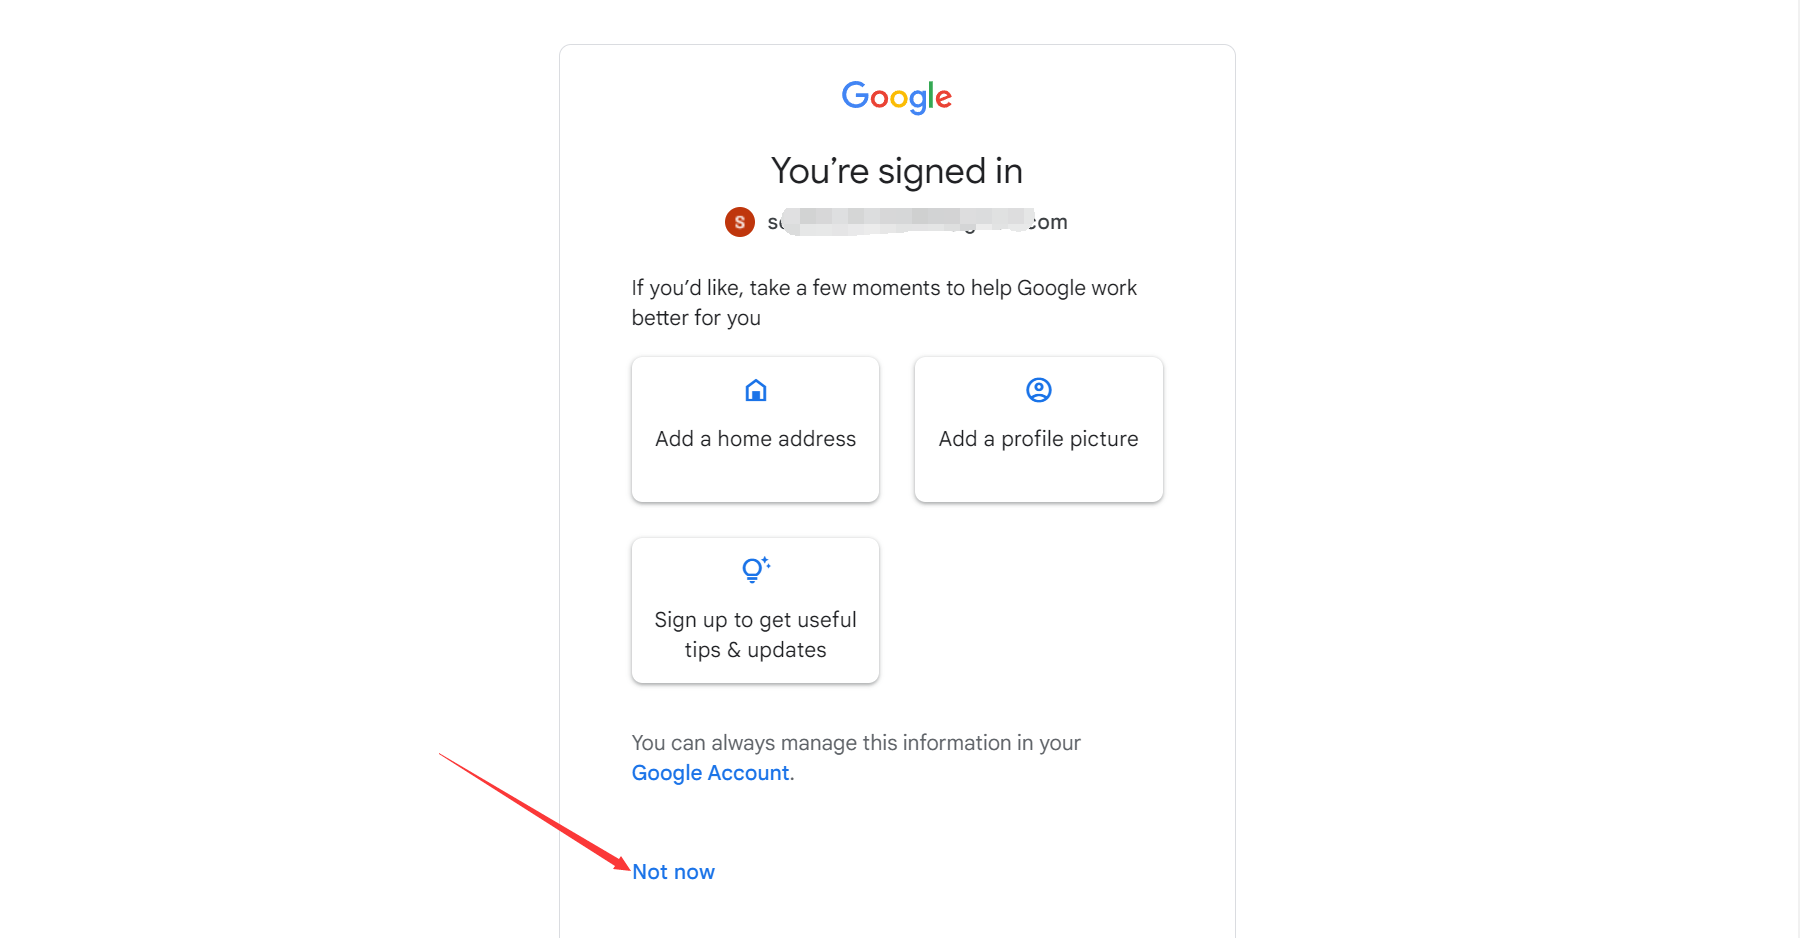 Google
You’re signed in
S
If you’d like, take a few moments to help Google work
better for you
Add a home address
Add a profile picture
Sign up to get useful
tips & updates
You can always manage this information in your
Google Account.
Not now